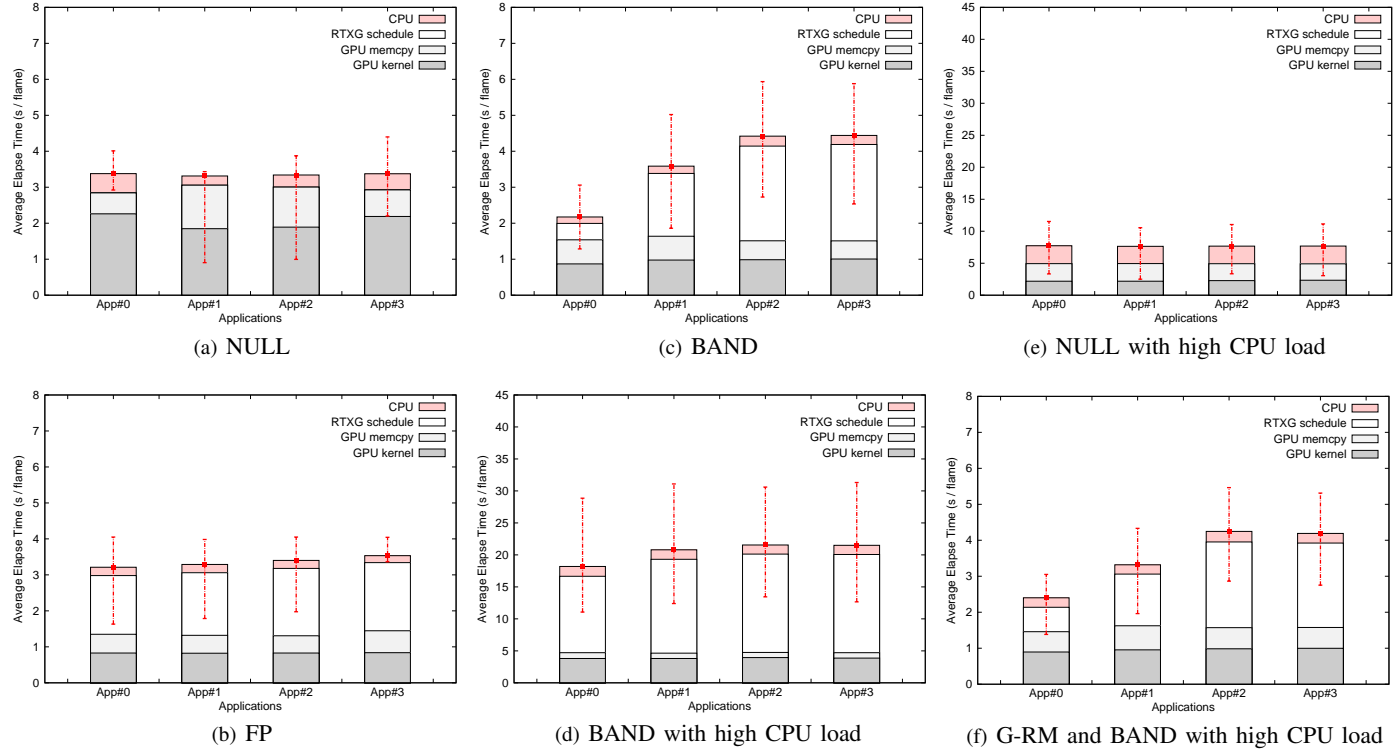 8
7
6
5
4
3
2
1
0
Average Elapse Time (s / flame)
CPU
RTXG schedule
GPU memcpy
GPU kernel
App#0 App#1 App#2 App#3
Applications
(a) NULL
8
7
6
5
4
3
2
1
0
Average Elapse Time (s / flame)
CPU
RTXG schedule
GPU memcpy
GPU kernel
App#0 App#1 App#2 App#3
Applications
(c) BAND
45
40
35
30
25
20
15
10
5
0
Average Elapse Time (s / flame)
CPU
RTXG schedule
GPU memcpy
GPU kernel
App#0 App#1 App#2 App#3
Applications
(e) NULL with high CPU load
8
7
6
5
4
3
2
1
0
Average Elapse Time (s / flame)
CPU
RTXG schedule
GPU memcpy
GPU kernel
App#0 App#1 App#2 App#3
Applications
(b) FP
45
40
35
30
25
20
15
10
5
0
Average Elapse Time (s / flame)
CPU
RTXG schedule
GPU memcpy
GPU kernel
App#0 App#1 App#2 App#3
Applications
(d) BAND with high CPU load
8
7
6
5
4
3
2
1
0
Average Elapse Time (s / flame)
CPU
RTXG schedule
GPU memcpy
GPU kernel
App#0 App#1 App#2 App#3
Applications
(f) G-RM and BAND with high CPU load